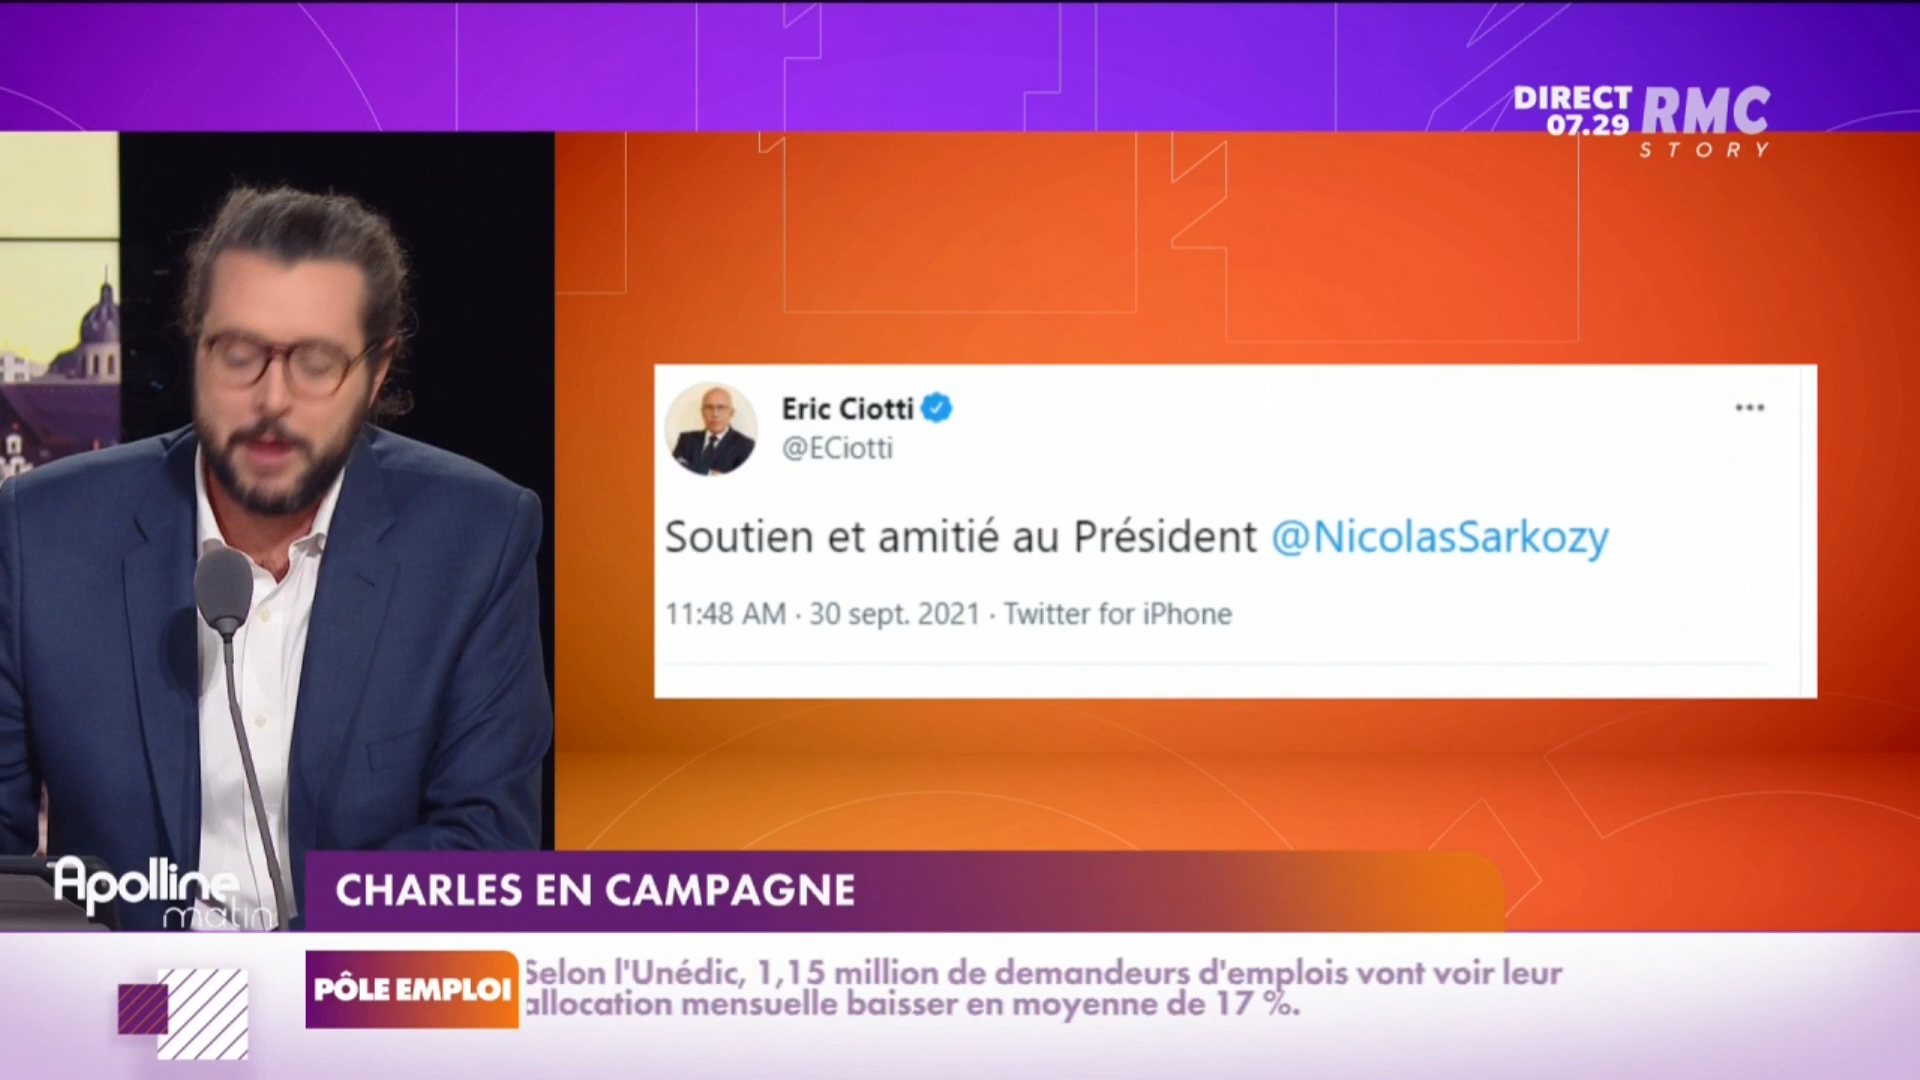 DIRECT
07.29
RMC
STORY
Eric Ciotti
@ECiotti
Soutien et amitié au Président @NicolasSarkozy
11:48 AM · 30 sept. 2021 · Twitter for iPhone
Apolline
matin
CHARLES EN CAMPAGNE
PÔLE EMPLOI
Selon l'Unédic, 1,15 million de demandeurs d'emplois vont voir leur
allocation mensuelle baisser en moyenne de 17 %.